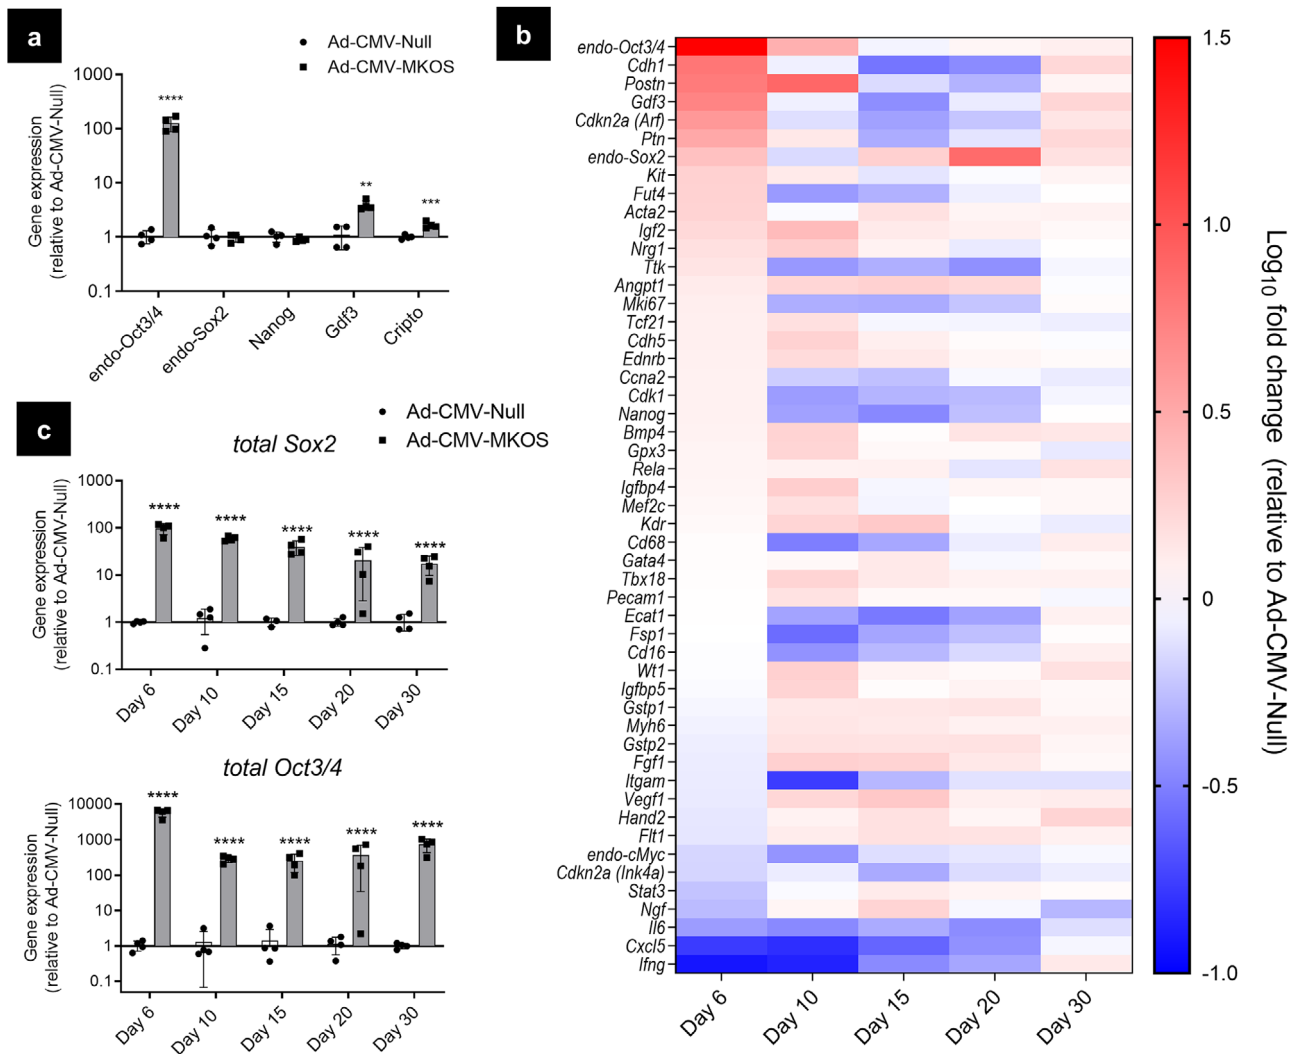 a
Ad-CMV-Null
Ad-CMV-MKOS
Gene expression
(relative to Ad-CMV-Null)
1000
100
10
1
0.1
****
**
***
endo-Oct3/4
endo-Sox2
Nanog
Gdf3
Cripto
b
endo-Oct3/4
Cdh1
Postn
Gdf3
Cdkn2a (Arf)
Ptn
endo-Sox2
Kit
Fut4
Acta2
Igf2
Nrg1
Ttk
Angpt1
Mki67
Tcf21
Cdh5
Ednrb
Ccna2
Cdk1
Nanog
Bmp4
Gpx3
Rela
Igfbp4
Mef2c
Kdr
Cd68
Gata4
Tbx18
Pecam1
Ecat1
Fsp1
Cd16
Wt1
Igfbp5
Gstp1
Myh6
Gstp2
Fgf1
Itgam
Vegf1
Hand2
Flt1
endo-cMyc
Cdkn2a (Ink4a)
Stat3
Ngf
Il6
Cxcl5
Ifng
Day 6
Day 10
Day 15
Day 20
Day 30
1.5
1.0
0.5
0
-0.5
-1.0
Log10 fold change (relative to Ad-CMV-Null)
c
Ad-CMV-Null
Ad-CMV-MKOS
total Sox2
Gene expression
(relative to Ad-CMV-Null)
1000
100
10
1
0.1
****
****
****
****
****
Day 6
Day 10
Day 15
Day 20
Day 30
total Oct3/4
Gene expression
(relative to Ad-CMV-Null)
10000
1000
100
10
1
0.1
****
****
****
****
****
Day 6
Day 10
Day 15
Day 20
Day 30